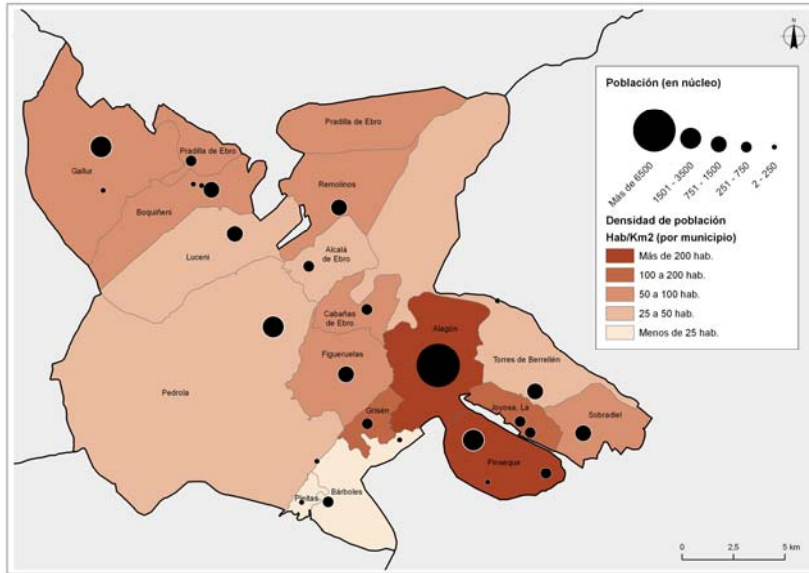 N
Población (en núcleo)
Más de 6500
1501 - 3500
751 - 1500
251 - 750
2 - 250
Densidad de población
Hab/Km2 (por municipio)
Más de 200 hab.
100 a 200 hab.
50 a 100 hab.
25 a 50 hab.
Menos de 25 hab.
Pradilla de Ebro
Pradilla de Ebro
Gallur
Remolinos
Boquiñeni
Luceni
Alcalá
de Ebro
Cabañas
de Ebro
Alagón
Figueruelas
Torres de Berrellén
Pedrola
Grisén
Joyosa, La
Sobradiel
Pinseque
Pleitas
Bárboles
0 2,5 5 km